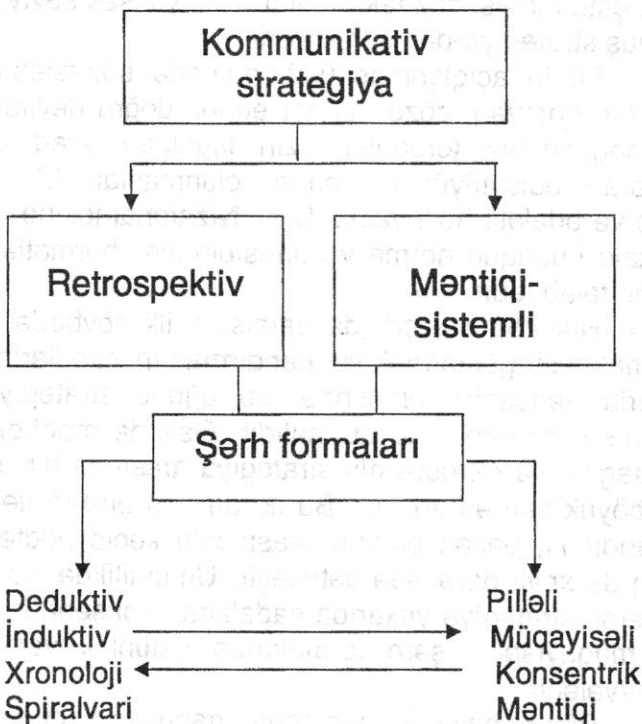 Kommunikativ
strategiya
Retrospektiv
Məntiqi-
sistemli
Şərh formaları
Deduktiv
İnduktiv
Xronoloji
Spiralvari
Pilləli
Müqayisəli
Konsentrik
Məntiqi